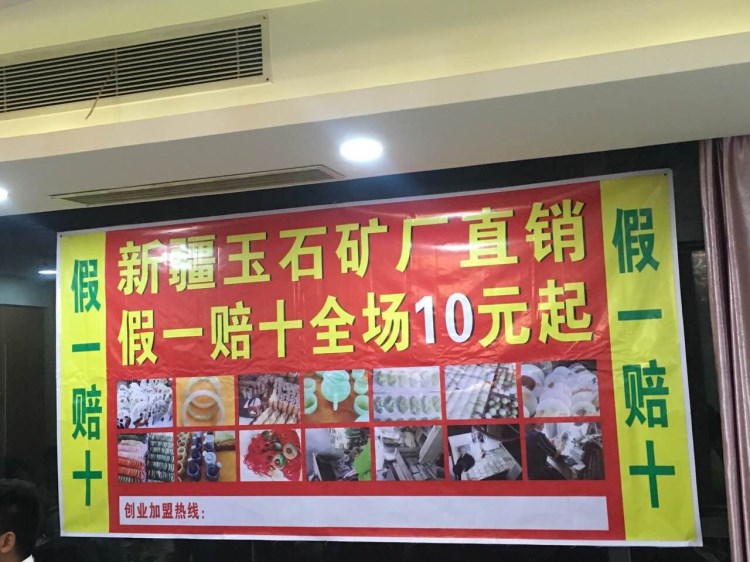 假一赔十
新疆玉石矿厂直销
假一赔十全场10元起
创业加盟热线：
假一赔十